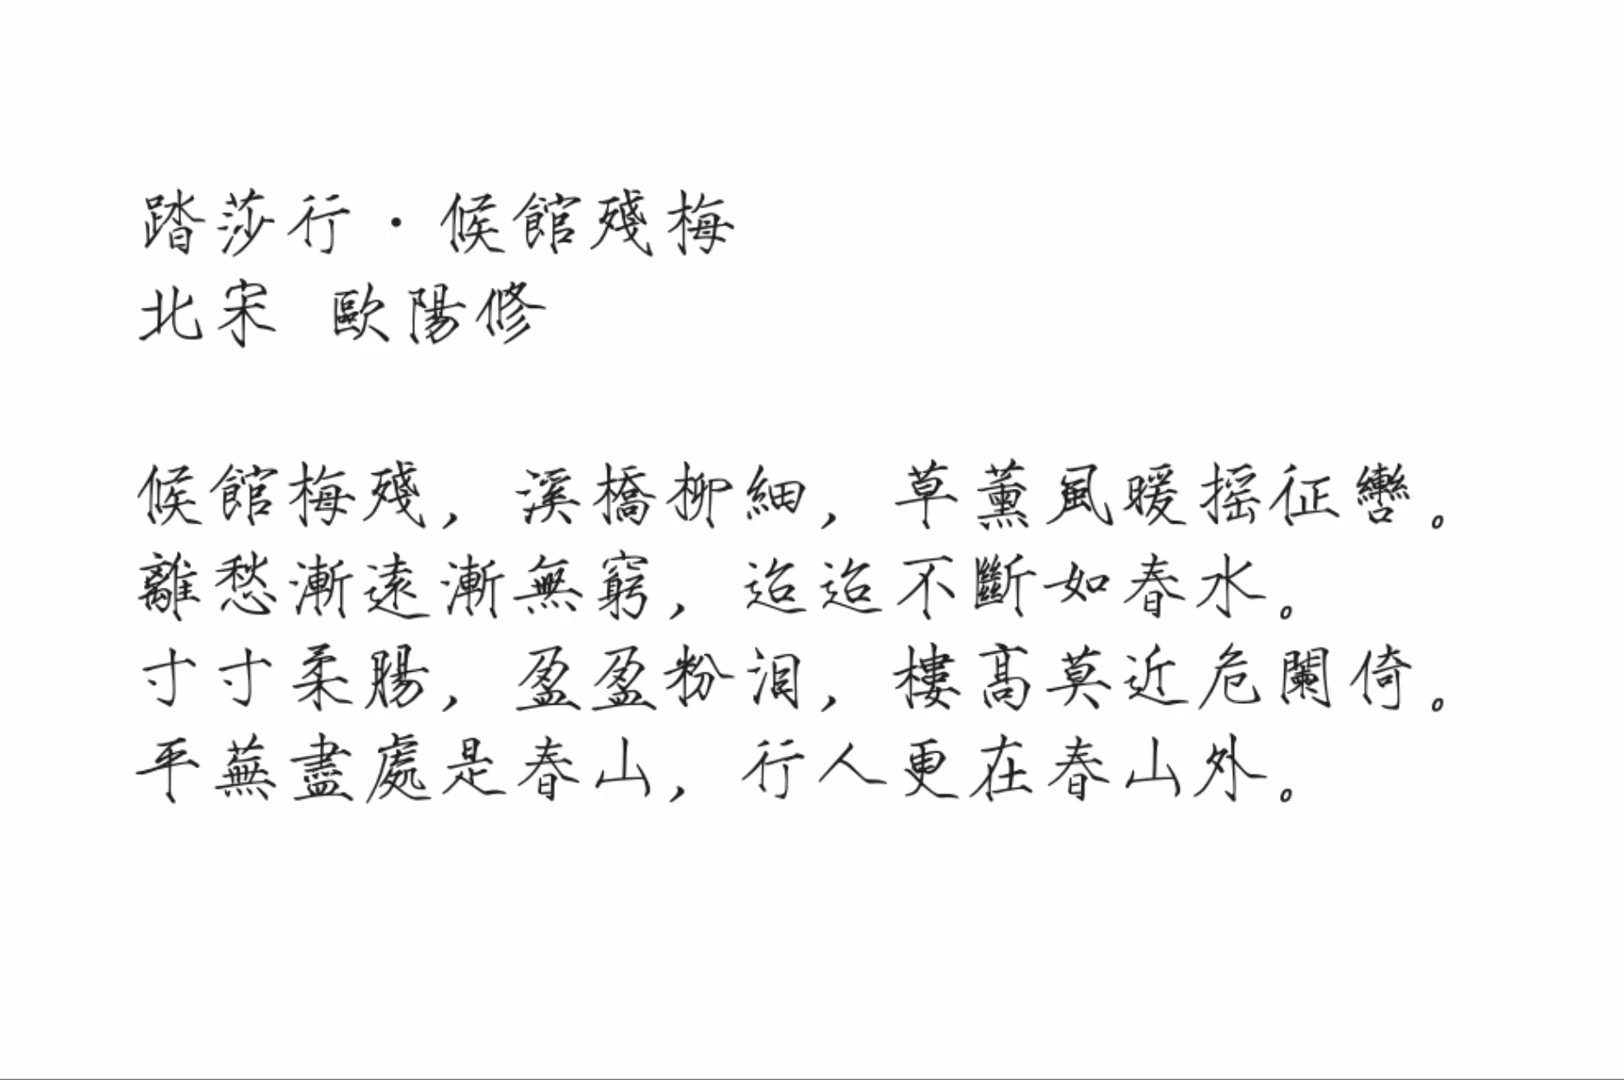 踏莎行·候館殘梅
北宋 歐陽修
候館梅殘，溪橋柳細，草薰風暖摇征轡。
離愁漸遠漸無窮，迢迢不斷如春水。
寸寸柔腸，盈盈粉泪，樓高莫近危闌倚。
平蕪盡處是春山，行人更在春山外。